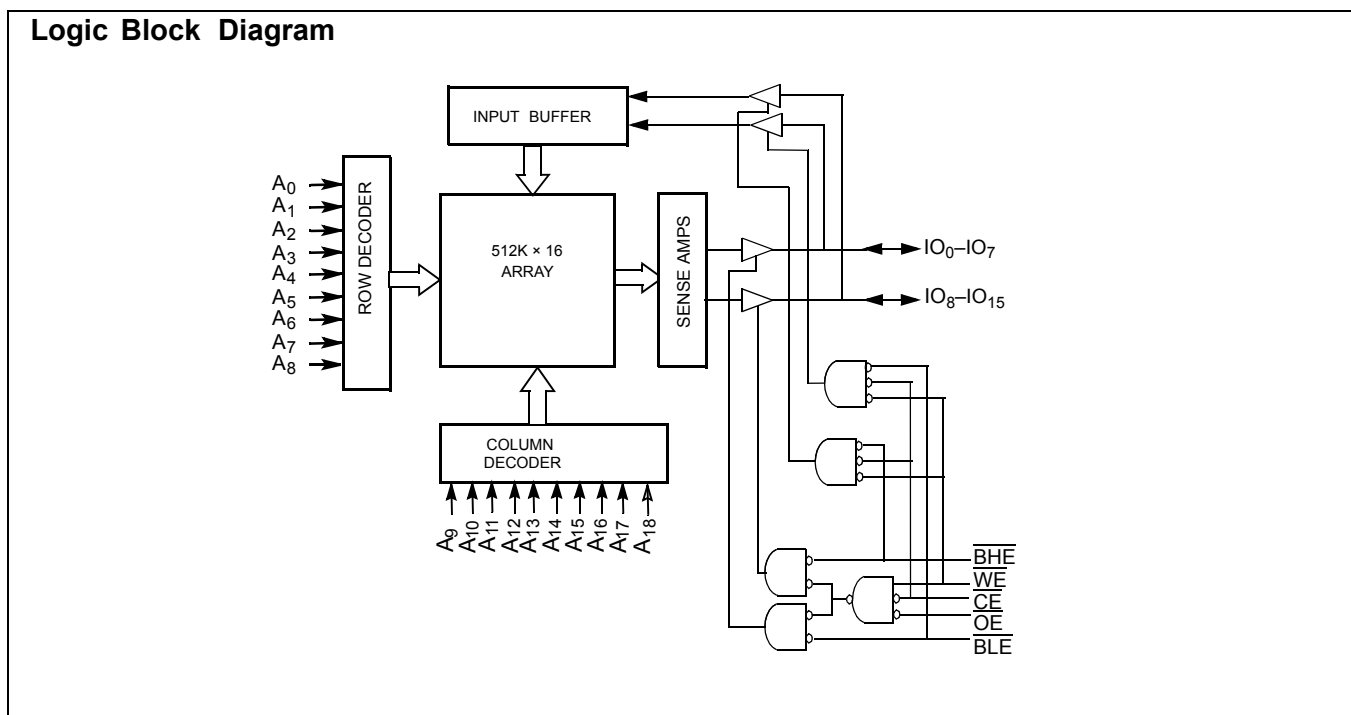 Logic Block Diagram
INPUT BUFFER
A0
A1
A2
A3
A4
A5
A6
A7
A8
ROW DECODER
512K × 16
ARRAY
SENSE AMPS
IO0–IO7
IO8–IO15
COLUMN
DECODER
A9
A10
A11
A12
A13
A14
A15
A16
A17
A18
BHE
WE
CE
OE
BLE